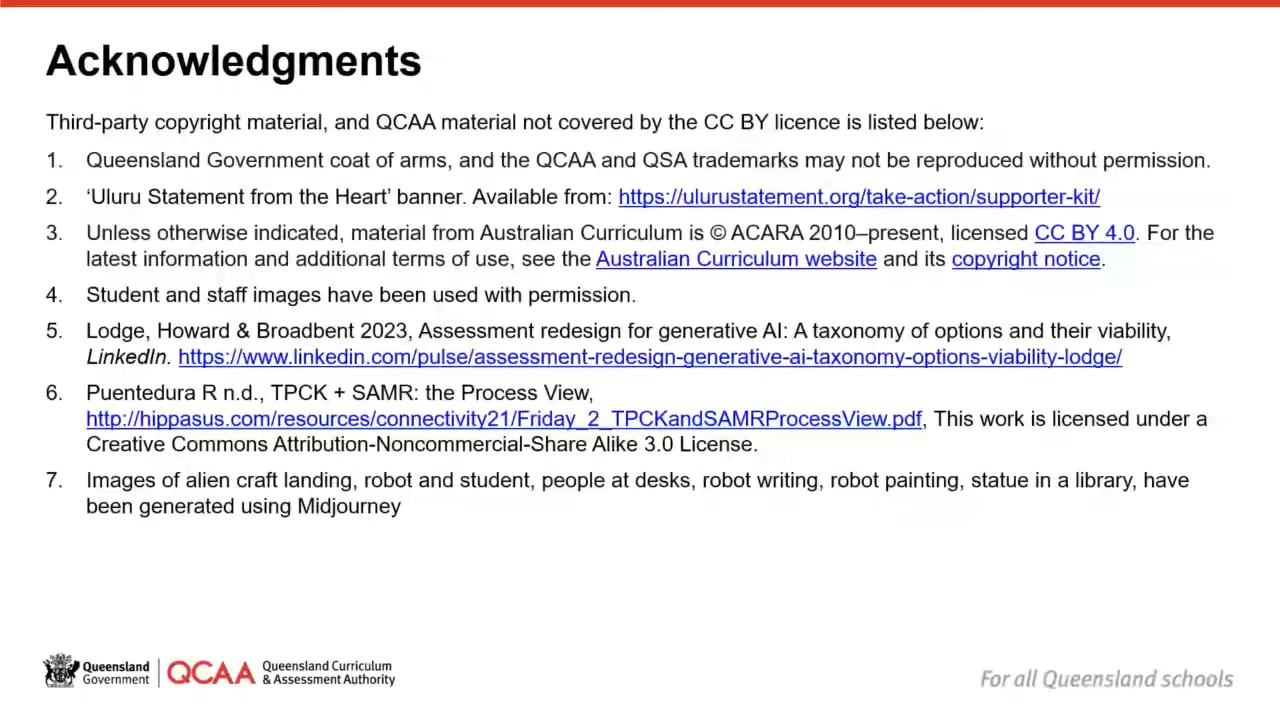 Acknowledgments
Third-party copyright material, and QCAA material not covered by the CC BY licence is listed below:
1. Queensland Government coat of arms, and the QCAA and QSA trademarks may not be reproduced without permission.
2. ‘Uluru Statement from the Heart’ banner. Available from: https://ulurustatement.org/take-action/supporter-kit/
3. Unless otherwise indicated, material from Australian Curriculum is © ACARA 2010–present, licensed CC BY 4.0. For the
latest information and additional terms of use, see the Australian Curriculum website and its copyright notice.
4. Student and staff images have been used with permission.
5. Lodge, Howard & Broadbent 2023, Assessment redesign for generative AI: A taxonomy of options and their viability,
LinkedIn. https://www.linkedin.com/pulse/assessment-redesign-generative-ai-taxonomy-options-viability-lodge/
6. Puentedura R n.d., TPCK + SAMR: the Process View,
http://hippasus.com/resources/connectivity21/Friday_2_TPCKandSAMRProcessView.pdf, This work is licensed under a
Creative Commons Attribution-Noncommercial-Share Alike 3.0 License.
7. Images of alien craft landing, robot and student, people at desks, robot writing, robot painting, statue in a library, have
been generated using Midjourney
Queensland
Government
QCAA
Queensland Curriculum
& Assessment Authority
For all Queensland schools